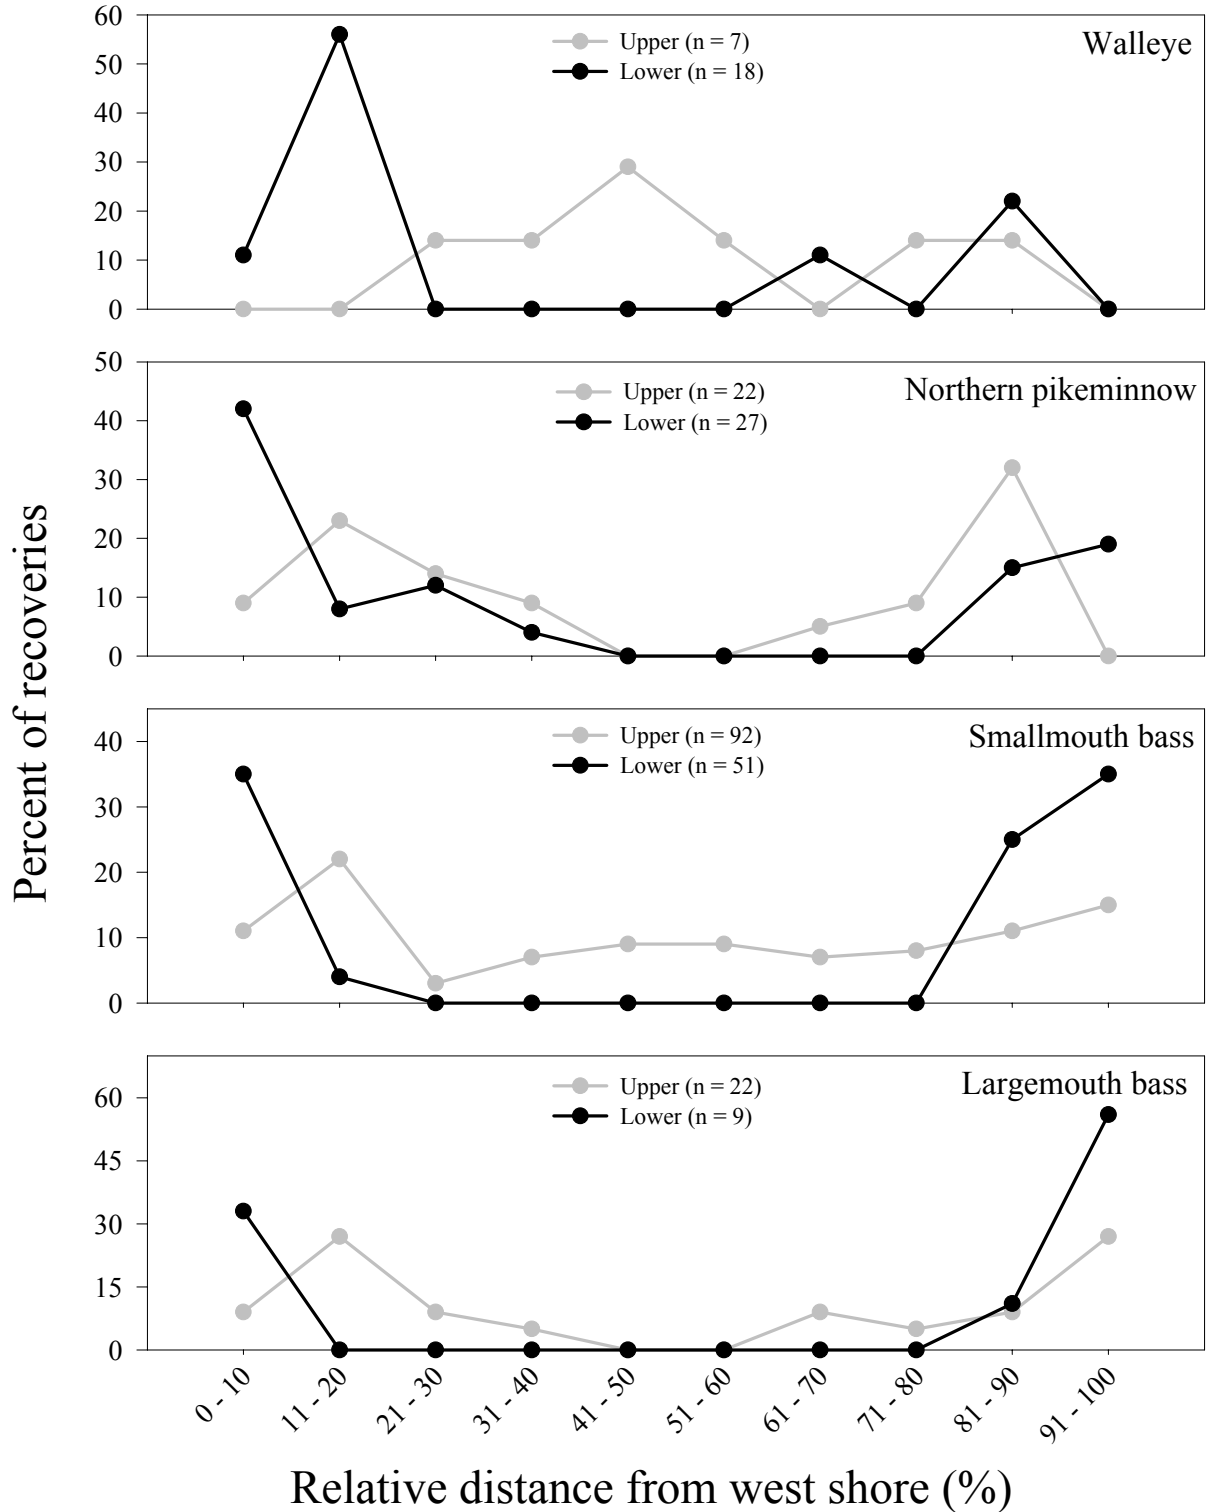 60
50
40
30
20
10
0
Upper (n = 7)
Lower (n = 18)
Walleye
50
40
30
20
10
0
Upper (n = 22)
Lower (n = 27)
Northern pikeminnow
40
30
20
10
0
Upper (n = 92)
Lower (n = 51)
Smallmouth bass
60
45
30
15
0
Upper (n = 22)
Lower (n = 9)
Largemouth bass
Percent of recoveries
0 - 10
11 - 20
21 - 30
31 - 40
41 - 50
51 - 60
61 - 70
71 - 80
81 - 90
91 - 100
Relative distance from west shore (%)